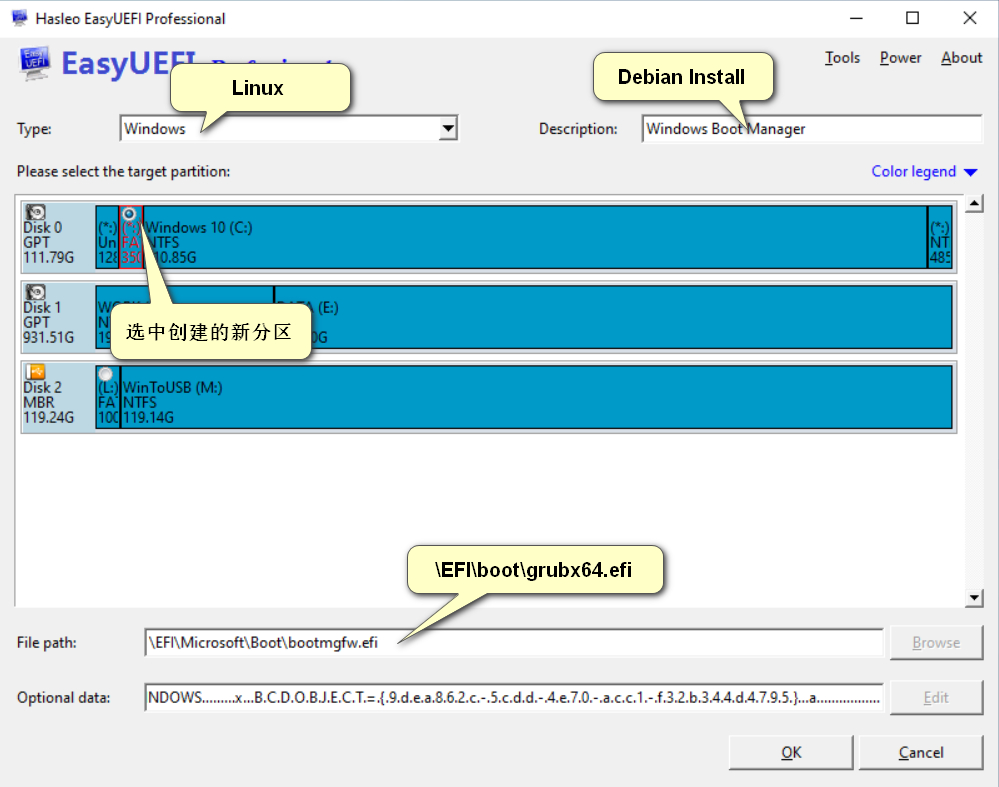 Hasleo EasyUEFI Professional
EasyUEFI
Tools Power About
Linux
Debian Install
Type: Windows
Description: Windows Boot Manager
Please select the target partition:
Color legend
Disk 0
GPT
111.79G
(*:)
Un
128
(*:)
FA
350
Windows 10 (C:)
NTFS
10.85G
(*:)
NT
485
Disk 1
GPT
931.51G
(E:)
选中创建的新分区
Disk 2
MBR
119.24G
(L:)
FA
100
WinToUSB (M:)
NTFS
119.14G
\EFI\boot\grubx64.efi
File path: \EFI\Microsoft\Boot\bootmgfw.efi
Browse
Optional data: NDOWS.........x...B.C.D.O.B.J.E.C.T.=.{.9.d.e.a.8.6.2.c.-.5.c.d.d.-.4.e.7.0.-.a.c.c.1.-.f.3.2.b.3.4.4.d.4.7.9.5.}...a................
Edit
OK
Cancel